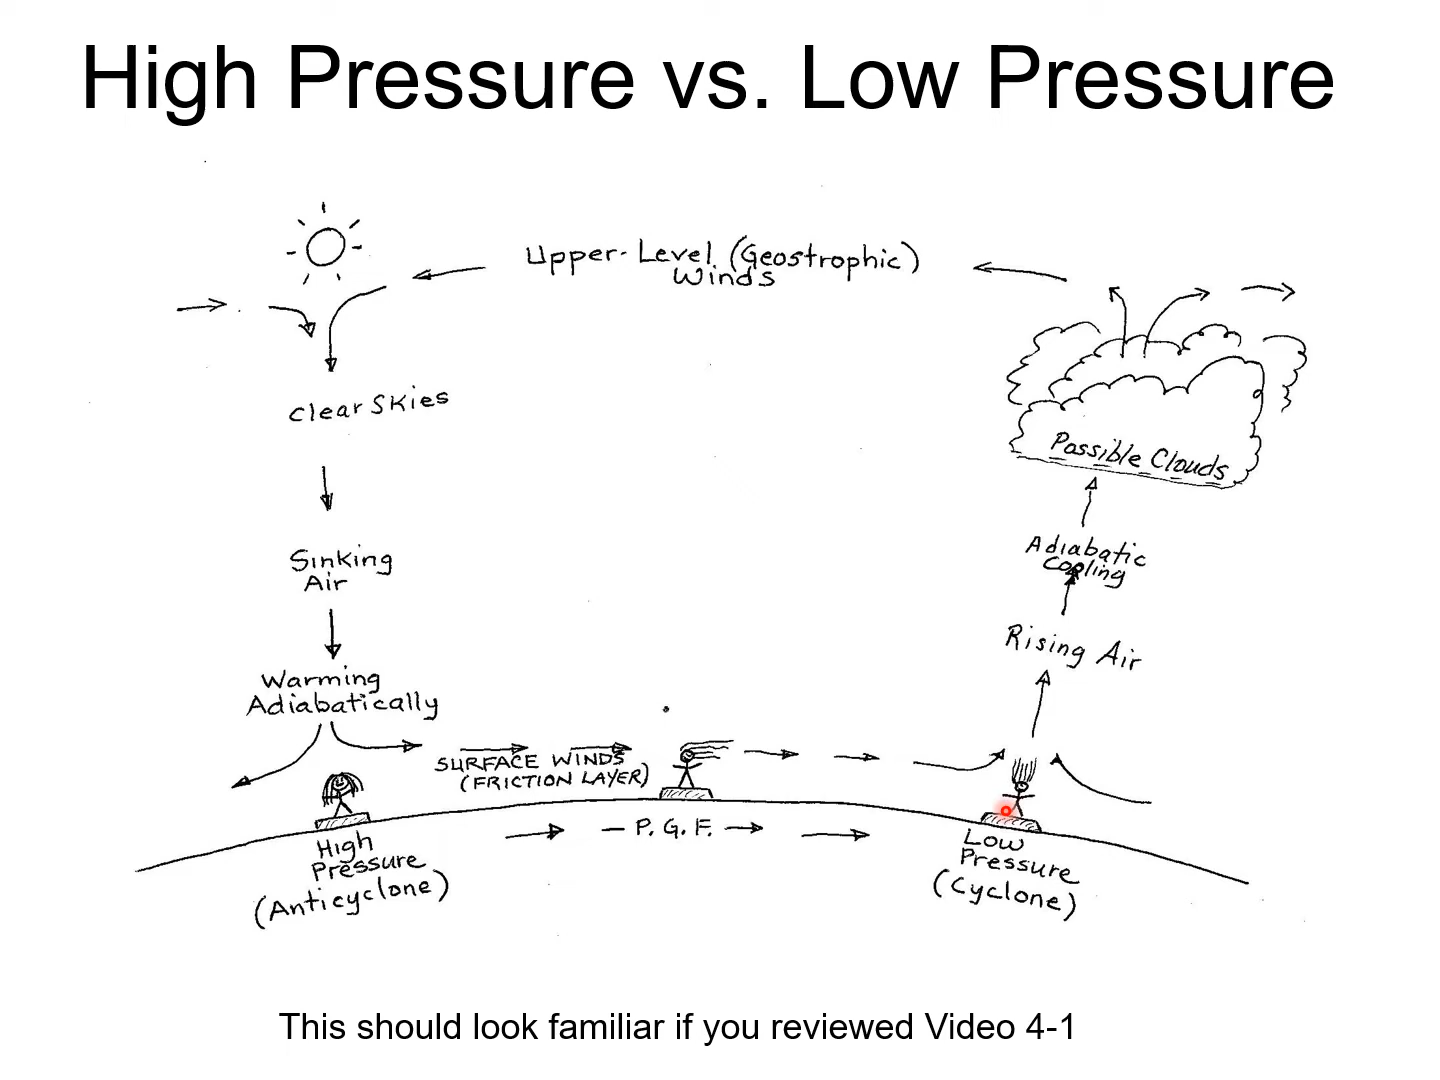 High Pressure vs. Low Pressure
Upper-Level (Geostrophic)
Winds
Clear Skies
Possible Clouds
Sinking
Air
Adiabatic
Cooling
Rising Air
Warming
Adiabatically
SURFACE WINDS
(FRICTION LAYER)
P.G.F.
High
Pressure
(Anticyclone)
Low
Pressure
(Cyclone)
This should look familiar if you reviewed Video 4-1